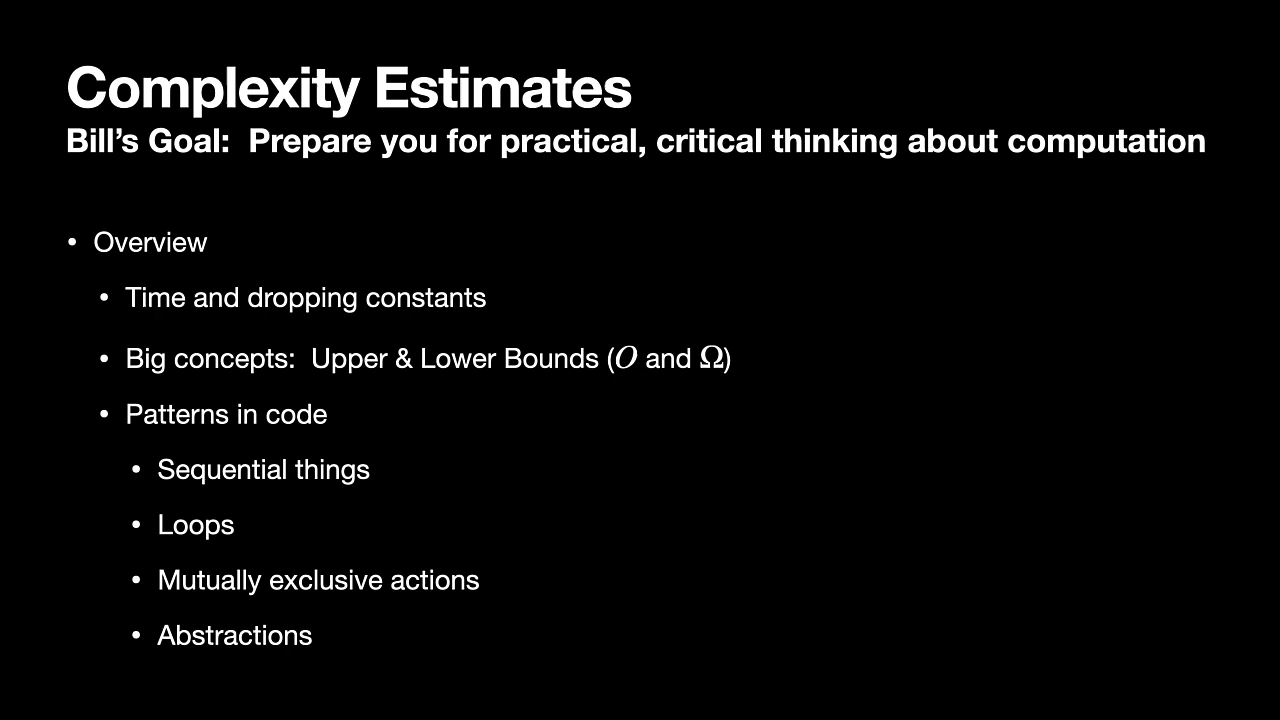 Complexity Estimates
Bill’s Goal:  Prepare you for practical, critical thinking about computation
• Overview
• Time and dropping constants
• Big concepts:  Upper & Lower Bounds (O and Ω)
• Patterns in code
• Sequential things
• Loops
• Mutually exclusive actions
• Abstractions